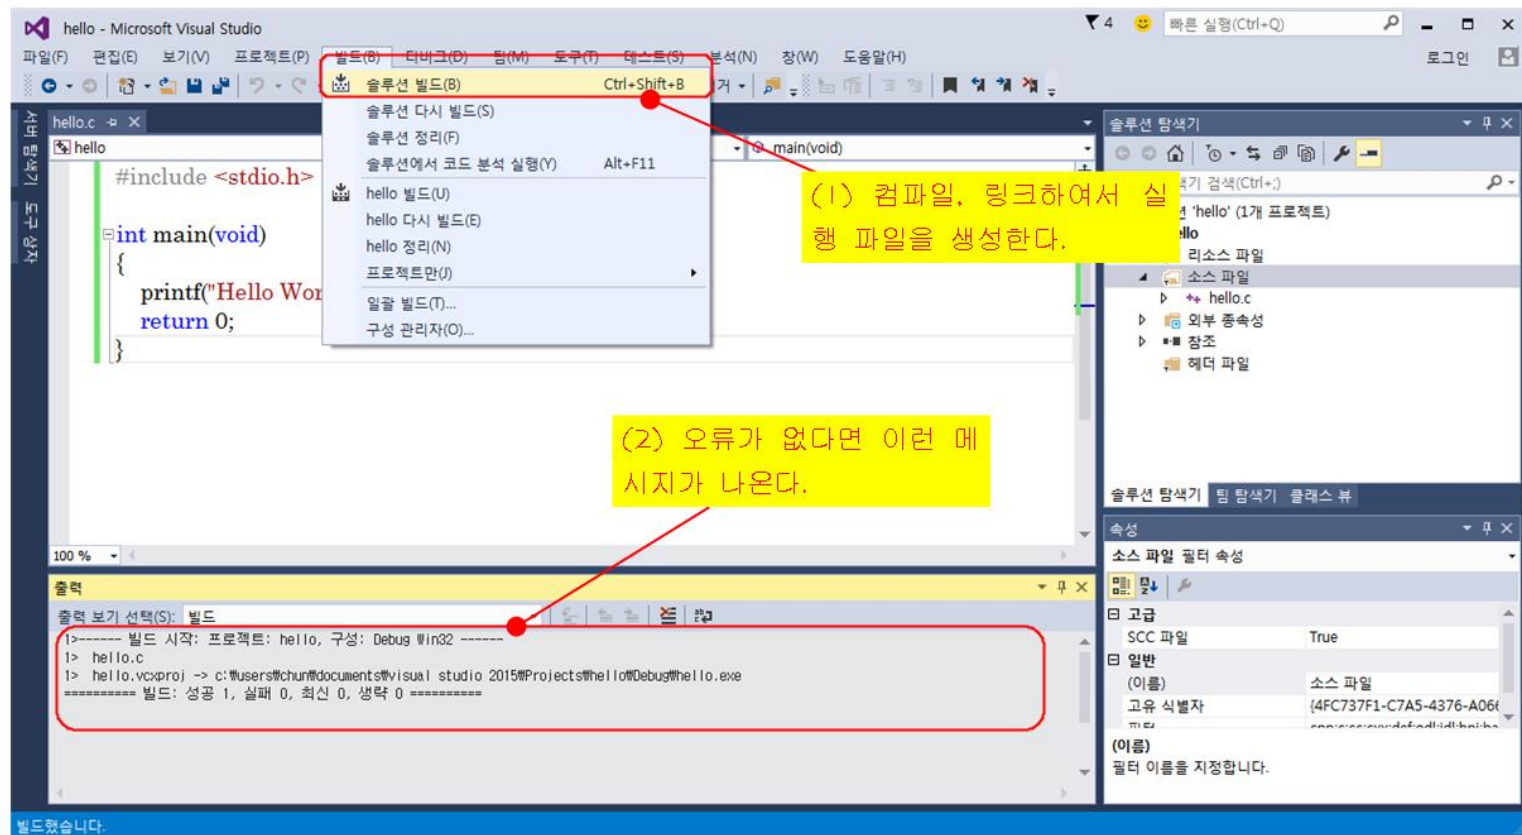 hello - Microsoft Visual Studio
4
빠른 실행(Ctrl+Q)
파일(F) 편집(E) 보기(V) 프로젝트(P) 빌드(B) 디버그(D) 팀(M) 도구(T) 테스트(S) 분석(N) 창(W) 도움말(H)
로그인
솔루션 빌드(B) Ctrl+Shift+B
솔루션 다시 빌드(S)
솔루션 정리(F)
솔루션에서 코드 분석 실행(Y) Alt+F11
hello 빌드(U)
hello 다시 빌드(E)
hello 정리(N)
프로젝트만(J)
일괄 빌드(T)...
구성 관리자(O)...
서버 탐색기
도구 상자
hello.c
hello
main(void)
#include <stdio.h>
int main(void)
{
printf("Hello Wor
return 0;
}
(1) 컴파일, 링크하여서 실
행 파일을 생성한다.
(2) 오류가 없다면 이런 메
시지가 나온다.
100 %
솔루션 탐색기
검색(Ctrl+;)
'hello' (1개 프로젝트)
리소스 파일
소스 파일
hello.c
외부 종속성
참조
헤더 파일
솔루션 탐색기 팀 탐색기 클래스 뷰
속성
소스 파일 필터 속성
고급
SCC 파일 True
일반
(이름) 소스 파일
고유 식별자 {4FC737F1-C7A5-4376-A066
(이름)
필터 이름을 지정합니다.
출력
출력 보기 선택(S): 빌드
1>------ 빌드 시작: 프로젝트: hello, 구성: Debug Win32 ------
1> hello.c
1> hello.vcxproj -> c:₩users₩chun₩documents₩visual studio 2015₩Projects₩hello₩Debug₩hello.exe
========== 빌드: 성공 1, 실패 0, 최신 0, 생략 0 ==========
빌드했습니다.